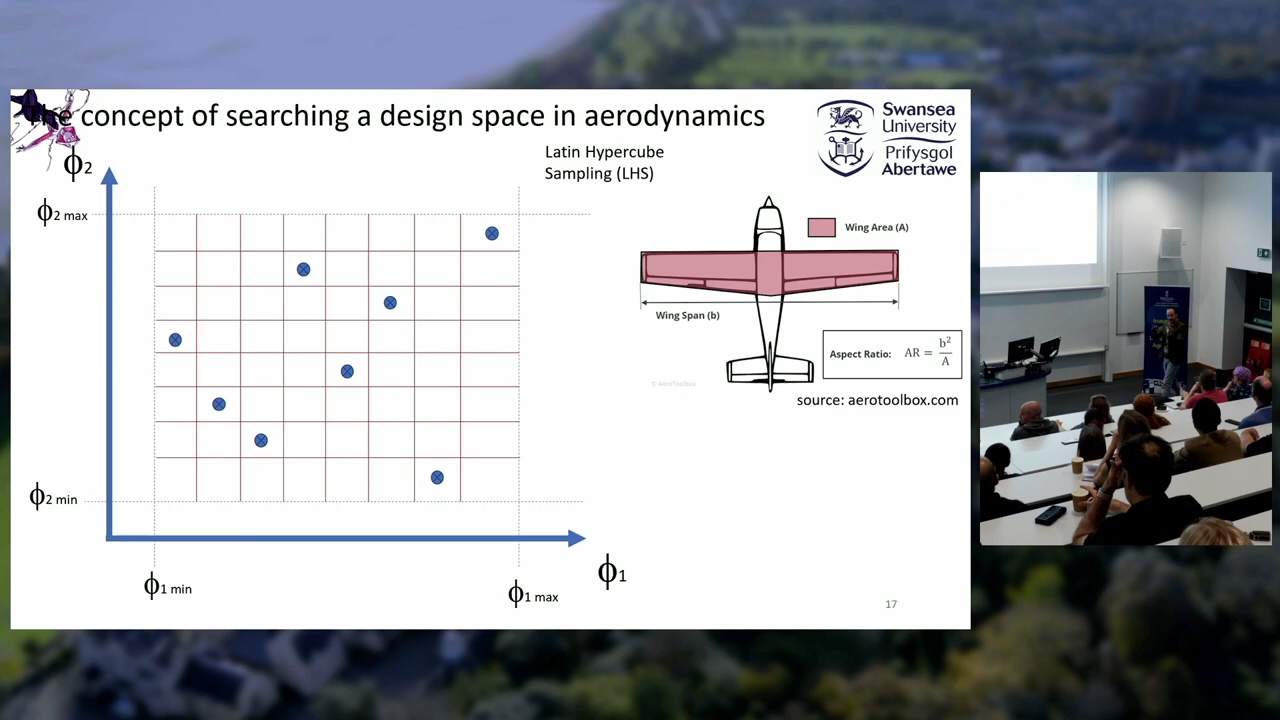 The concept of searching a design space in aerodynamics
Swansea
University
Prifysgol
Abertawe
Latin Hypercube
Sampling (LHS)
ϕ2
ϕ2 max
ϕ2 min
ϕ1 min
ϕ1 max
ϕ1
Wing Area (A)
Wing Span (b)
Aspect Ratio: AR = b²/A
© AeroToolbox
source: aerotoolbox.com
17